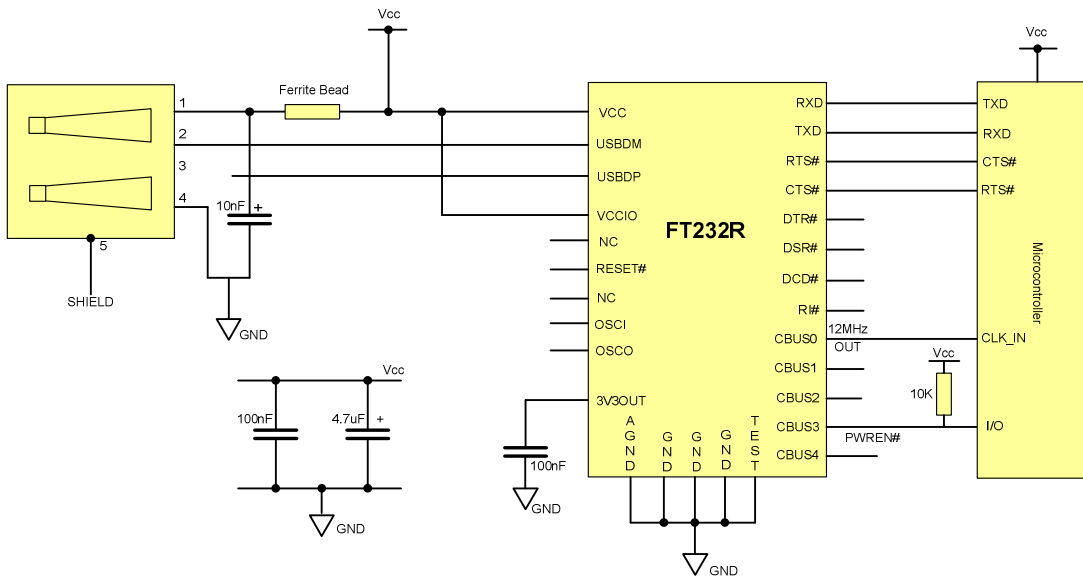 Vcc
Vcc
Ferrite Bead
1
2
3
4
5
SHIELD
10nF +
GND
VCC
USBDM
USBDP
VCCIO
NC
RESET#
NC
OSCI
OSCO
3V3OUT
FT232R
RXD
TXD
RTS#
CTS#
DTR#
DSR#
DCD#
RI#
CBUS0
CBUS1
CBUS2
CBUS3
CBUS4
AGND
GND
GND
GND
TEST
12MHz
OUT
Vcc
10K
PWREN#
TXD
RXD
CTS#
RTS#
Microcontroller
CLK_IN
I/O
Vcc
100nF
4.7uF +
GND
100nF
GND
GND